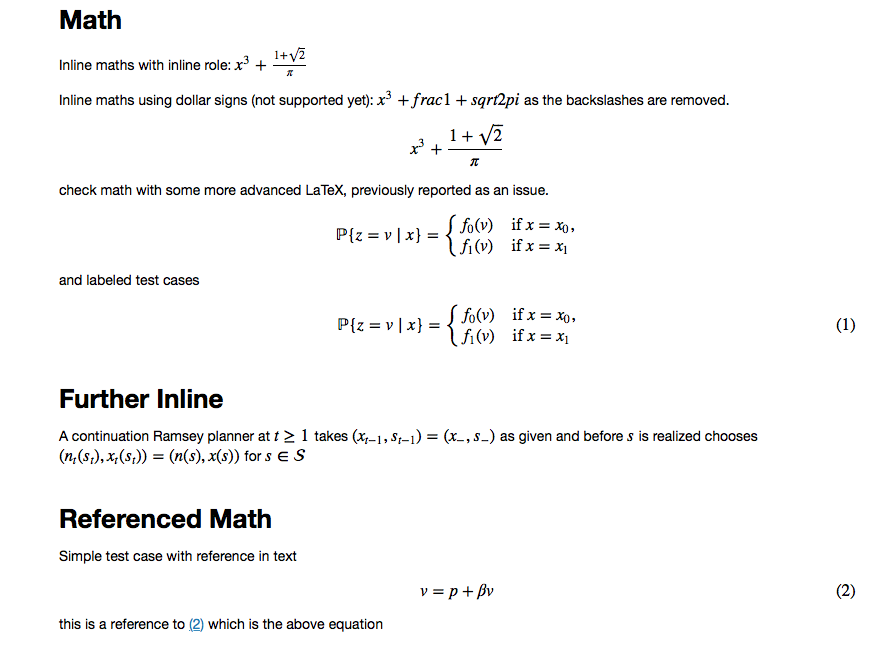 Math
Inline maths with inline role: $x^3 + \frac{1+\sqrt{2}}{\pi}$
Inline maths using dollar signs (not supported yet): $x^3 + frac1 + sqrt2pi$ as the backslashes are removed.
$x^3 + \frac{1+\sqrt{2}}{\pi}$
check math with some more advanced LaTeX, previously reported as an issue.
$\mathbb{P}\{z = v \mid x\} = \begin{cases} f_0(v) & \text{if } x = x_0, \\ f_1(v) & \text{if } x = x_1 \end{cases}$
and labeled test cases
$\mathbb{P}\{z = v \mid x\} = \begin{cases} f_0(v) & \text{if } x = x_0, \\ f_1(v) & \text{if } x = x_1 \end{cases}$ (1)
Further Inline
A continuation Ramsey planner at $t \geq 1$ takes $(x_{t-1}, s_{t-1}) = (x_-, s_-)$ as given and before $s$ is realized chooses
$(n_t(s_t), x_t(s_t)) = (n(s), x(s))$ for $s \in S$
Referenced Math
Simple test case with reference in text
$v = p + \beta v$ (2)
this is a reference to (2) which is the above equation